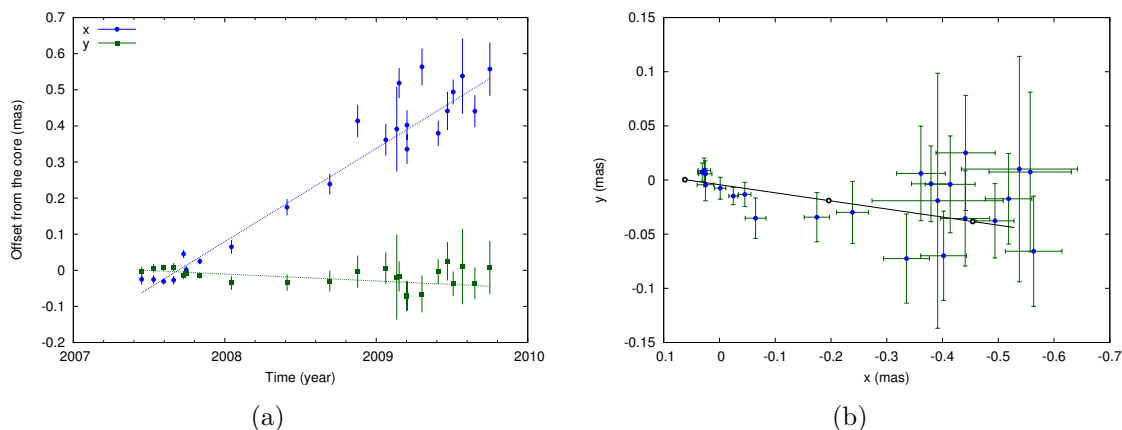 x
y
Offset from the core (mas)
0.7
0.6
0.5
0.4
0.3
0.2
0.1
0
-0.1
-0.2
2007 2008 2009 2010
Time (year)
(a)
y (mas)
0.15
0.1
0.05
0
-0.05
-0.1
-0.15
0.1 0 -0.1 -0.2 -0.3 -0.4 -0.5 -0.6 -0.7
x (mas)
(b)